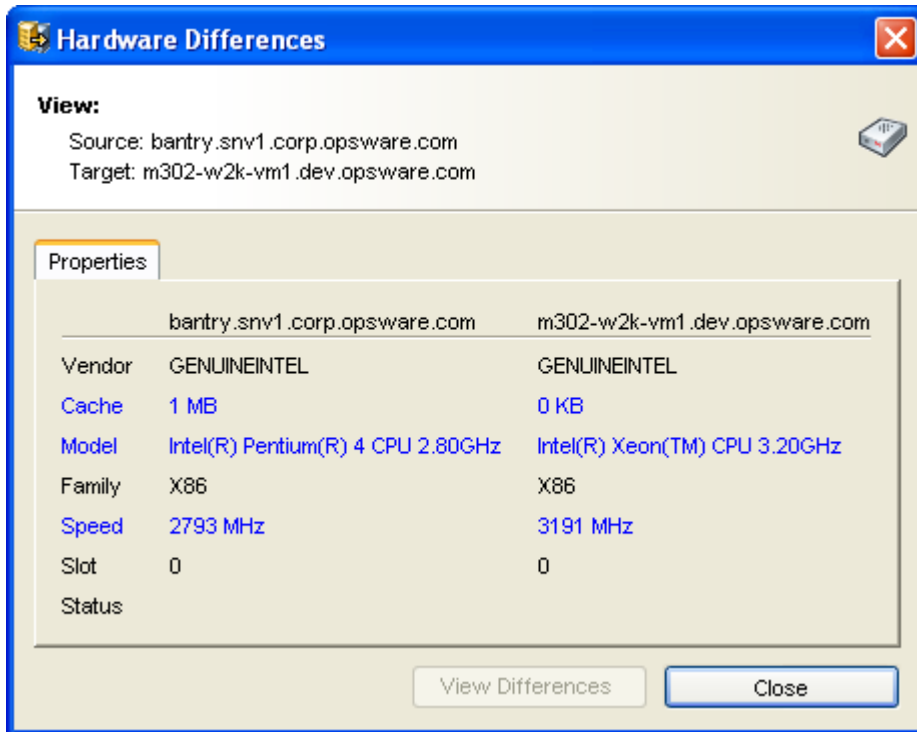 Hardware Differences
View:
Source: bantry.snv1.corp.opsware.com
Target: m302-w2k-vm1.dev.opsware.com
Properties
bantry.snv1.corp.opsware.com m302-w2k-vm1.dev.opsware.com
Vendor GENUINEINTEL GENUINEINTEL
Cache 1 MB 0 KB
Model Intel(R) Pentium(R) 4 CPU 2.80GHz Intel(R) Xeon(TM) CPU 3.20GHz
Family X86 X86
Speed 2793 MHz 3191 MHz
Slot 0 0
Status
View Differences Close